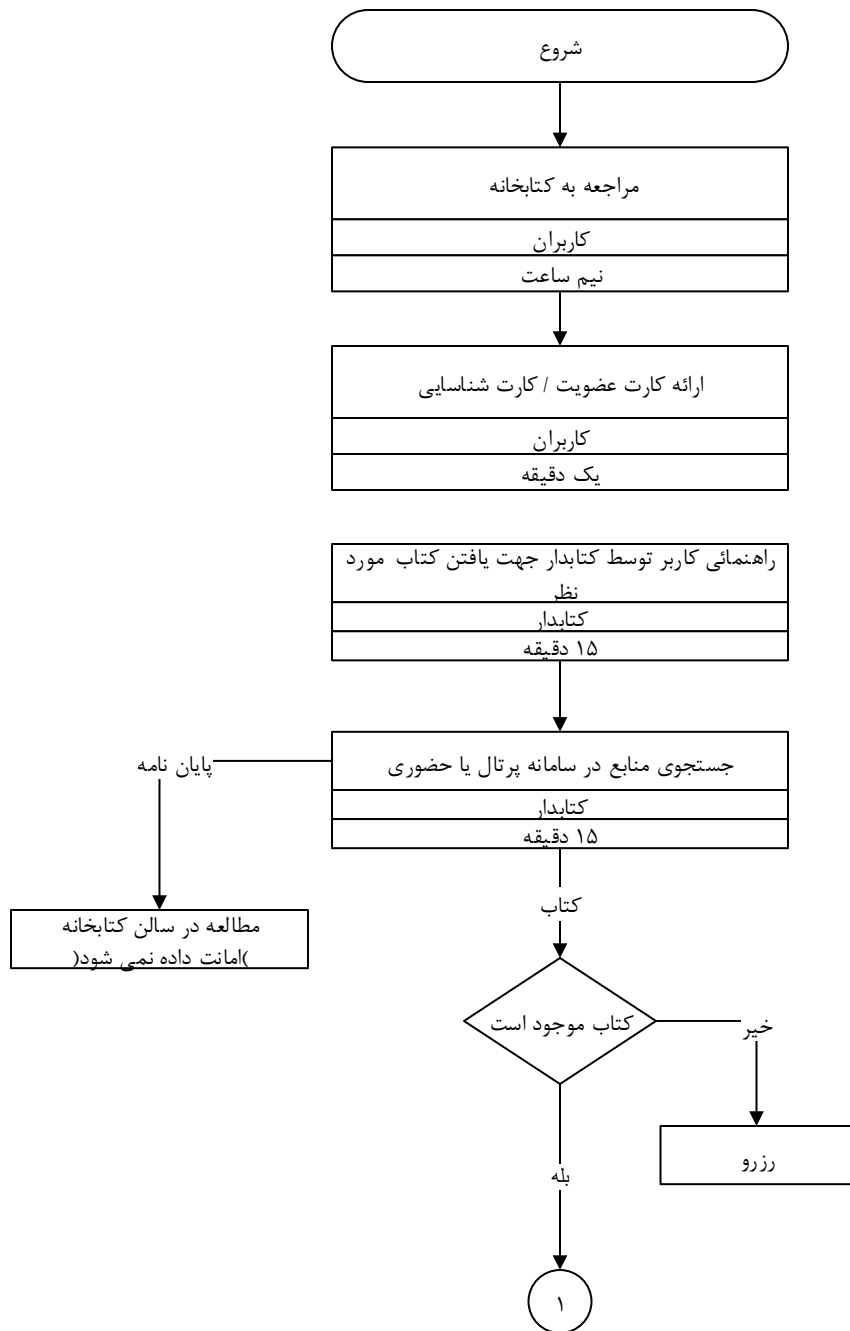 شروع
مراجعه به کتابخانه
کاربران
نیم ساعت
ارائه کارت عضویت / کارت شناسایی
کاربران
یک دقیقه
راهنمائی کاربر توسط کتابدار جهت یافتن کتاب مورد
نظر
کتابدار
۱۵ دقیقه
جستجوی منابع در سامانه پرتال یا حضوری
کتابدار
۱۵ دقیقه
پایان نامه
مطالعه در سالن کتابخانه
)امانت داده نمی شود(
کتاب
کتاب موجود است
خیر
رزرو
بله
۱